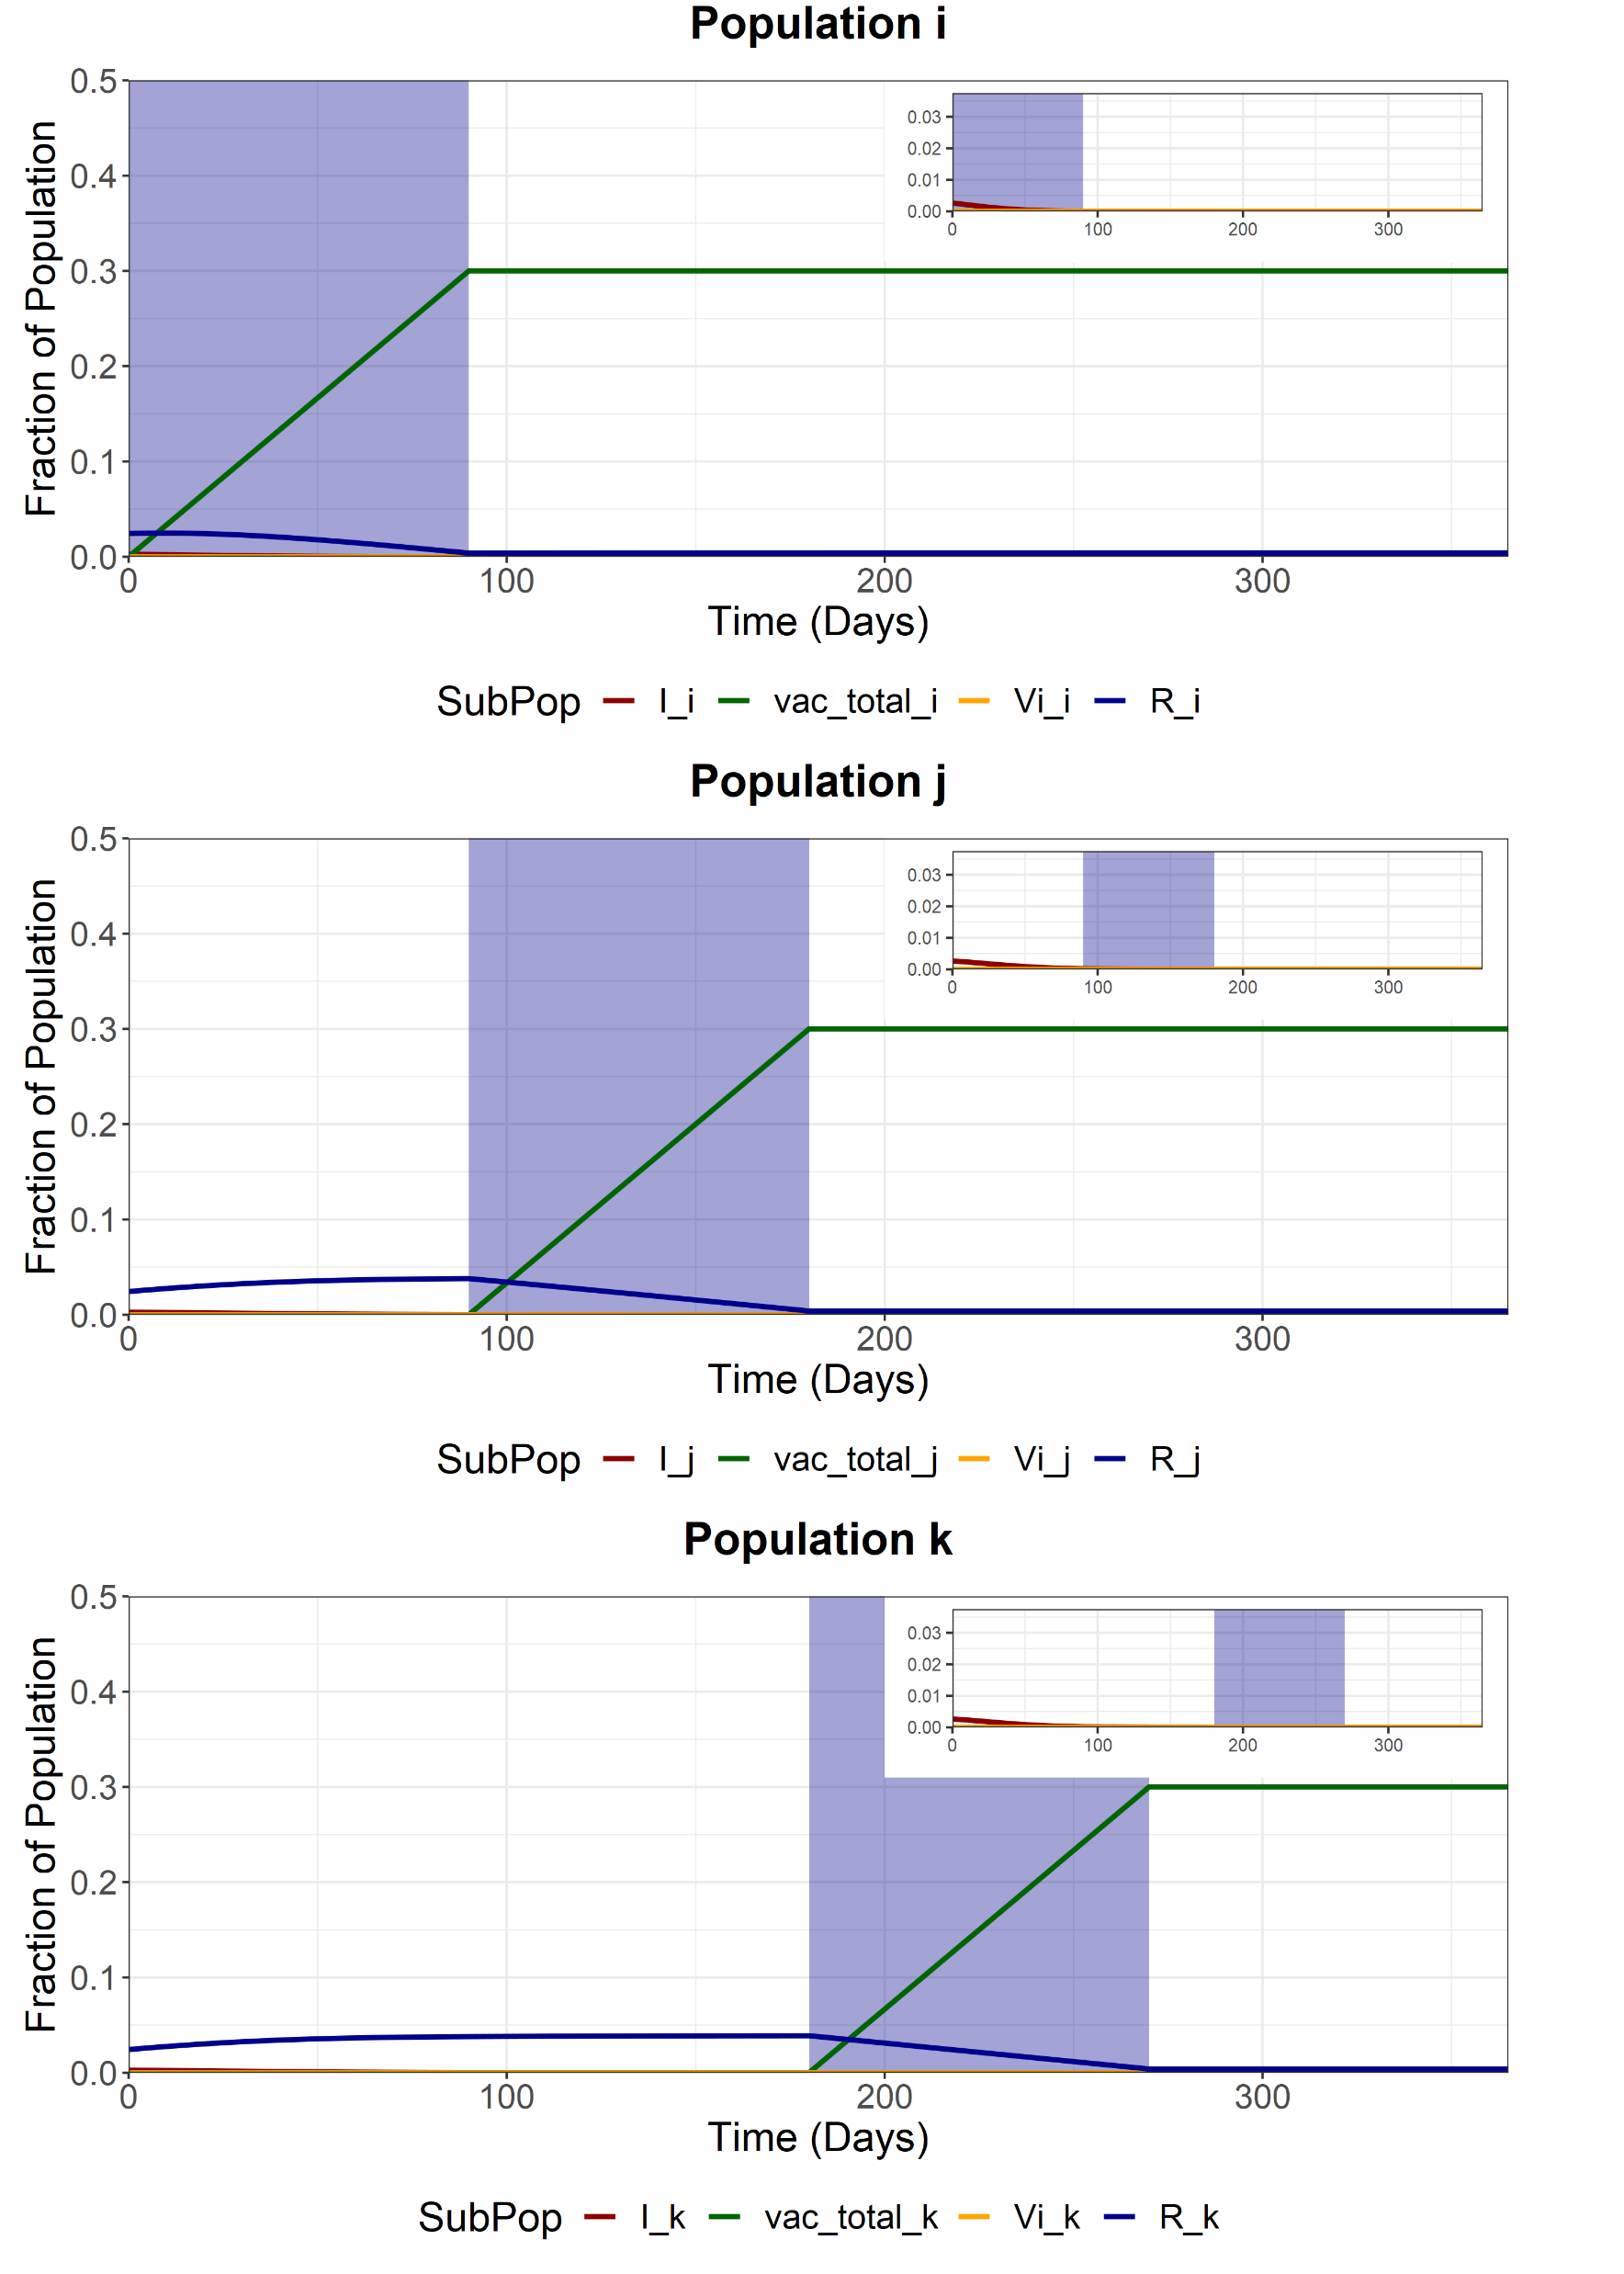 Population i
Fraction of Population
0.5
0.4
0.3
0.2
0.1
0.0
0.03
0.02
0.01
0.00
0 100 200 300
0 100 200 300
Time (Days)
SubPop I_i vac_total_i Vi_i R_i
Population j
Fraction of Population
0.5
0.4
0.3
0.2
0.1
0.0
0.03
0.02
0.01
0.00
0 100 200 300
0 100 200 300
Time (Days)
SubPop I_j vac_total_j Vi_j R_j
Population k
Fraction of Population
0.5
0.4
0.3
0.2
0.1
0.0
0.03
0.02
0.01
0.00
0 100 200 300
0 100 200 300
Time (Days)
SubPop I_k vac_total_k Vi_k R_k